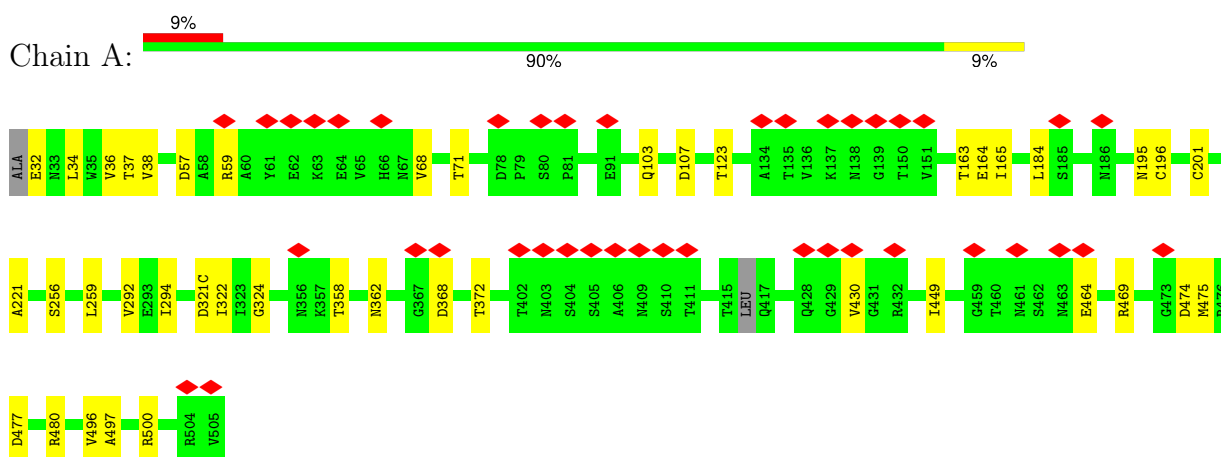 9%
Chain A:
90% 9%
ALA E32 N33 L34 W35 V36 T37 V38 D57 A58 R59 A60 Y61 E62 K63 E64 V65 H66 N67 V68 T71 D78 P79 S80 P81 E91 Q103 D107 T123 A134 T135 V136 K137 N138 G139 T150 V151 T163 E164 I165 L184 S185 N186 N195 C196 C201
A221 S256 L259 V292 E293 I294 D321C I322 I323 G324 N356 K357 T358 N362 G367 D368 T372 T402 N403 S404 S405 A406 N409 S410 T411 T415 LEU Q417 Q428 G429 V430 G431 R432 I449 G459 T460 N461 S462 N463 E464 R469 G473 D474 M475
D477 R480 V496 A497 R500 R504 V505